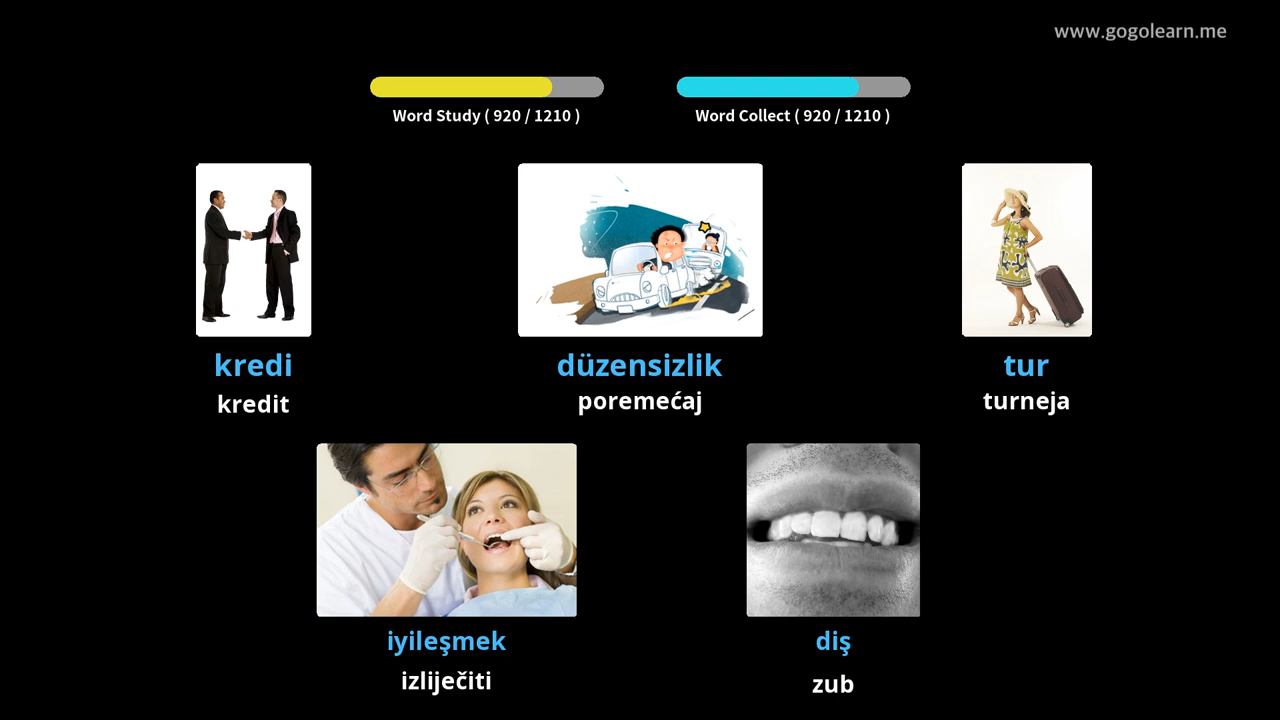 www.gogolearn.me
Word Study ( 920 / 1210 )
Word Collect ( 920 / 1210 )
kredi
kredit
düzensizlik
poremećaj
tur
turneja
iyileşmek
izliječiti
diş
zub